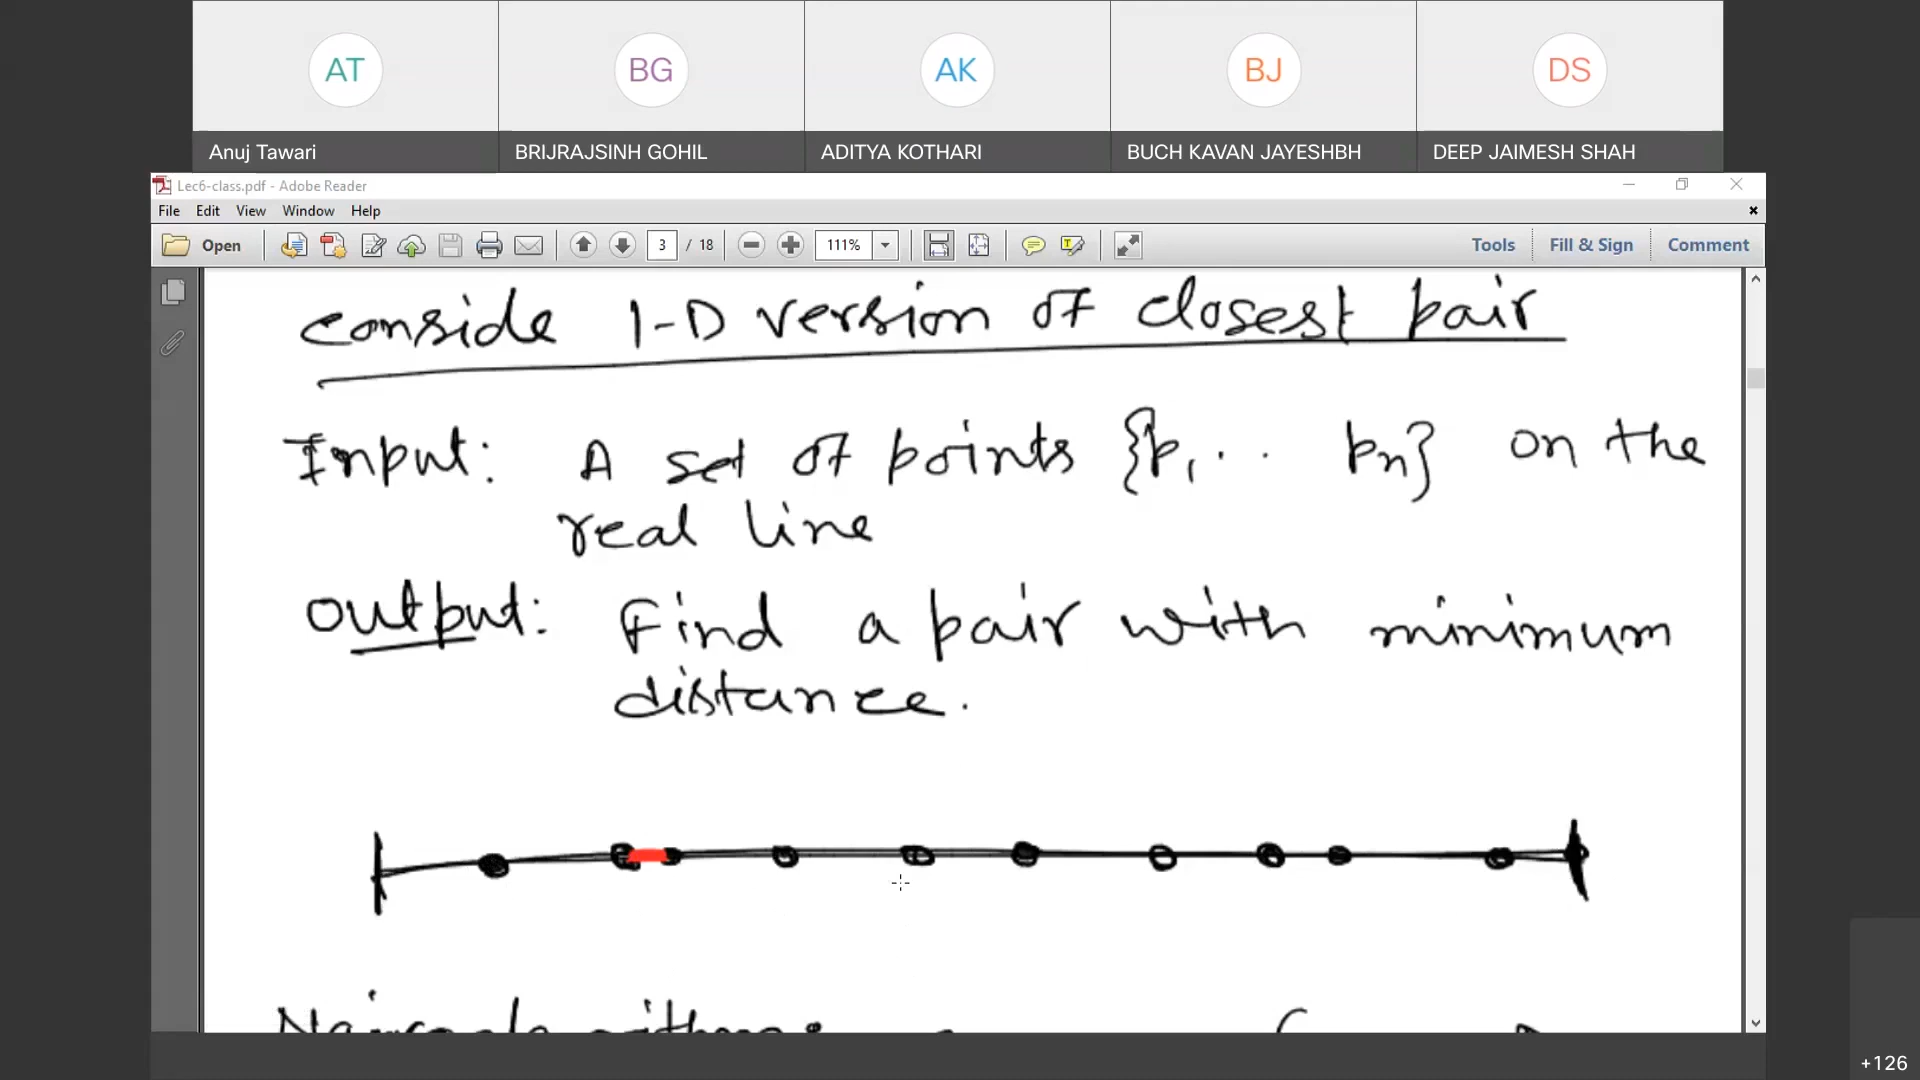 AT BG AK BJ DS
Anuj Tawari BRIJRAJSINH GOHIL ADITYA KOTHARI BUCH KAVAN JAYESHBH DEEP JAIMESH SHAH
Lec6-class.pdf - Adobe Reader
File Edit View Window Help
Open 3 / 18 111% Tools Fill & Sign Comment
Conside 1-D version of closest pair
Input: A set of points {p1 .. pn} on the
real line
Output: Find a pair with minimum
distance.
+126